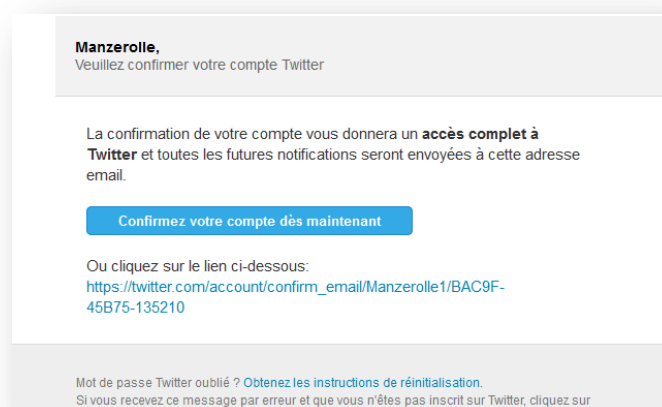 Manzerolle,
Veuillez confirmer votre compte Twitter
La confirmation de votre compte vous donnera un accès complet à
Twitter et toutes les futures notifications seront envoyées à cette adresse
email.
Confirmez votre compte dès maintenant
Ou cliquez sur le lien ci-dessous:
https://twitter.com/account/confirm_email/Manzerolle1/BAC9F-
45B75-135210
Mot de passe Twitter oublié ? Obtenez les instructions de réinitialisation.
Si vous recevez ce message par erreur et que vous n'êtes pas inscrit sur Twitter, cliquez sur